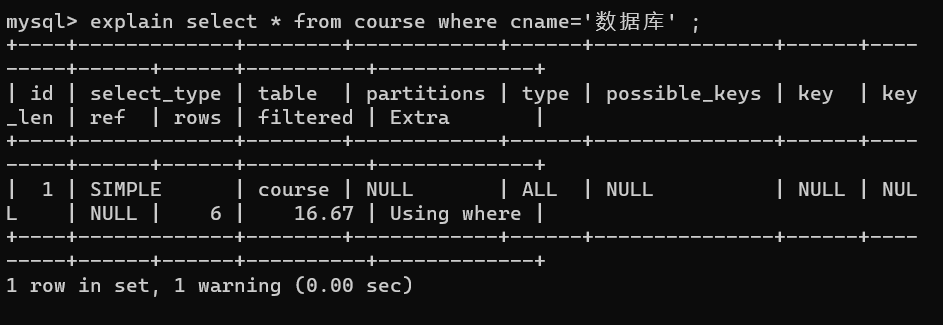 mysql> explain select * from course where cname='数据库' ;
+----+-------------+--------+------------+------+---------------+------+----
-----+------+------+----------+-------------+
| id | select_type | table  | partitions | type | possible_keys | key  | key
_len | ref  | rows | filtered | Extra       |
+----+-------------+--------+------------+------+---------------+------+----
-----+------+------+----------+-------------+
|  1 | SIMPLE      | course | NULL       | ALL  | NULL          | NULL | NUL
L    | NULL |    6 |    16.67 | Using where |
+----+-------------+--------+------------+------+---------------+------+----
-----+------+------+----------+-------------+
1 row in set, 1 warning (0.00 sec)